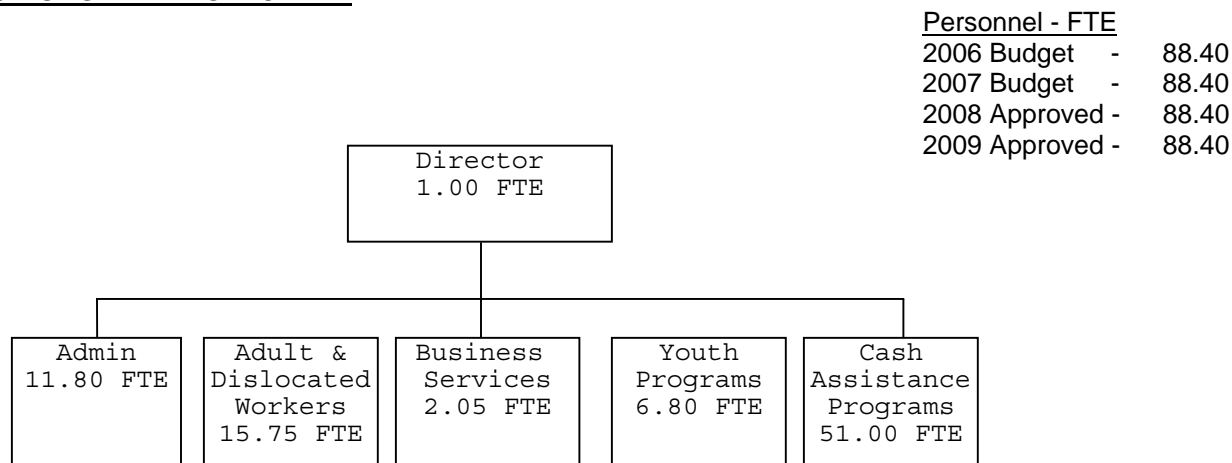 Personnel - FTE
2006 Budget - 88.40
2007 Budget - 88.40
2008 Approved - 88.40
2009 Approved - 88.40
Director
1.00 FTE
Admin
11.80 FTE
Adult &
Dislocated
Workers
15.75 FTE
Business
Services
2.05 FTE
Youth
Programs
6.80 FTE
Cash
Assistance
Programs
51.00 FTE